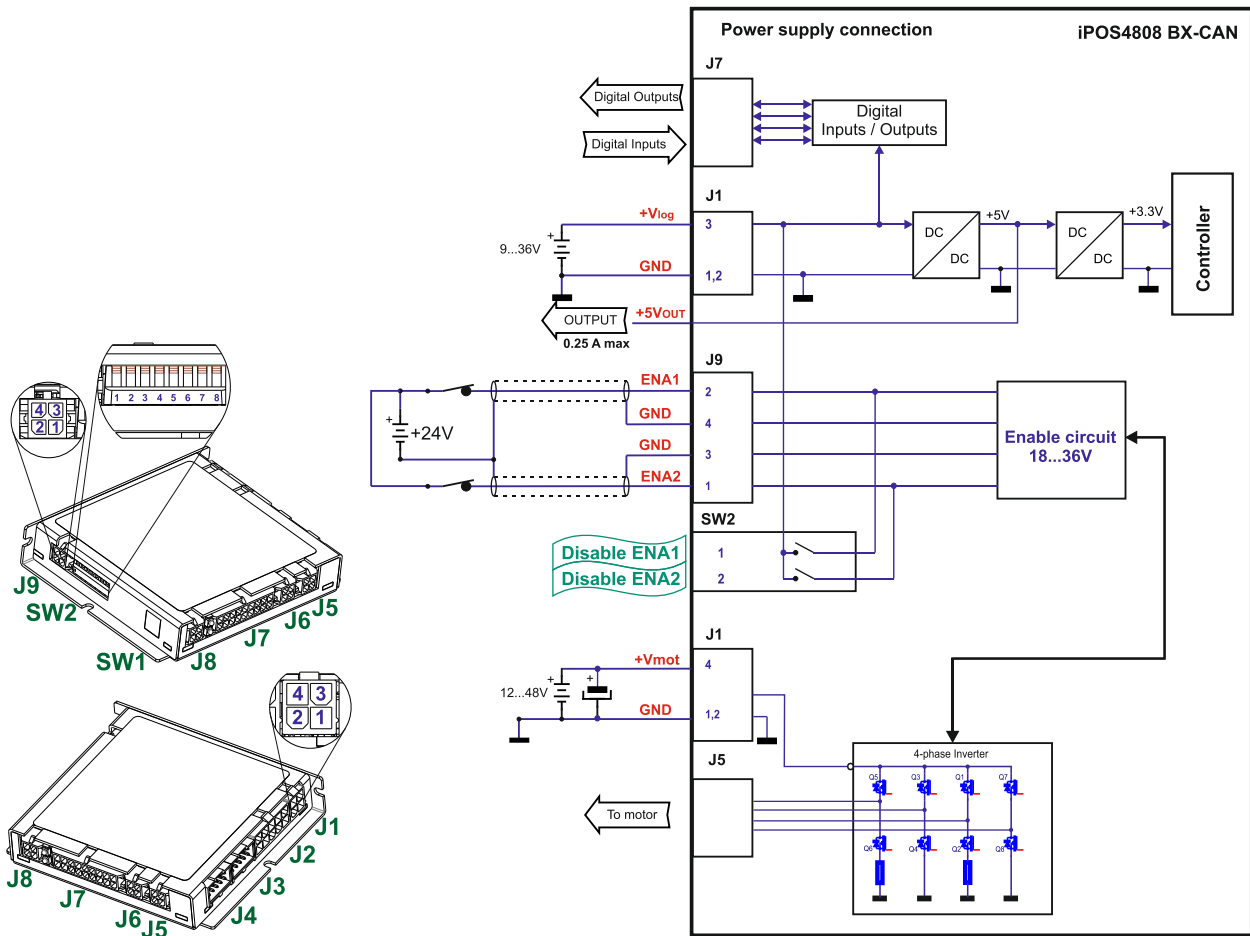 Power supply connection
iPOS4808 BX-CAN
J7
Digital Outputs
Digital Inputs
Digital
Inputs / Outputs
J1
+Vlog
3
9...36V
+
GND
1,2
DC
DC
+5V
DC
DC
+3.3V
Controller
OUTPUT
+5VOUT
0.25 A max
J9
ENA1
2
GND
4
+
+24V
GND
3
ENA2
1
Enable circuit
18...36V
SW2
Disable ENA1
1
Disable ENA2
2
J1
+Vmot
4
12...48V
+
+
GND
1,2
J5
To motor
4-phase Inverter
Q5
Q3
Q1
Q7
Q6
Q4
Q2
Q8
1 2 3 4 5 6 7 8
4 3
2 1
J9
SW2
SW1
J8
J7
J6
J5
4 3
2 1
J1
J2
J3
J4
J5
J6
J7
J8